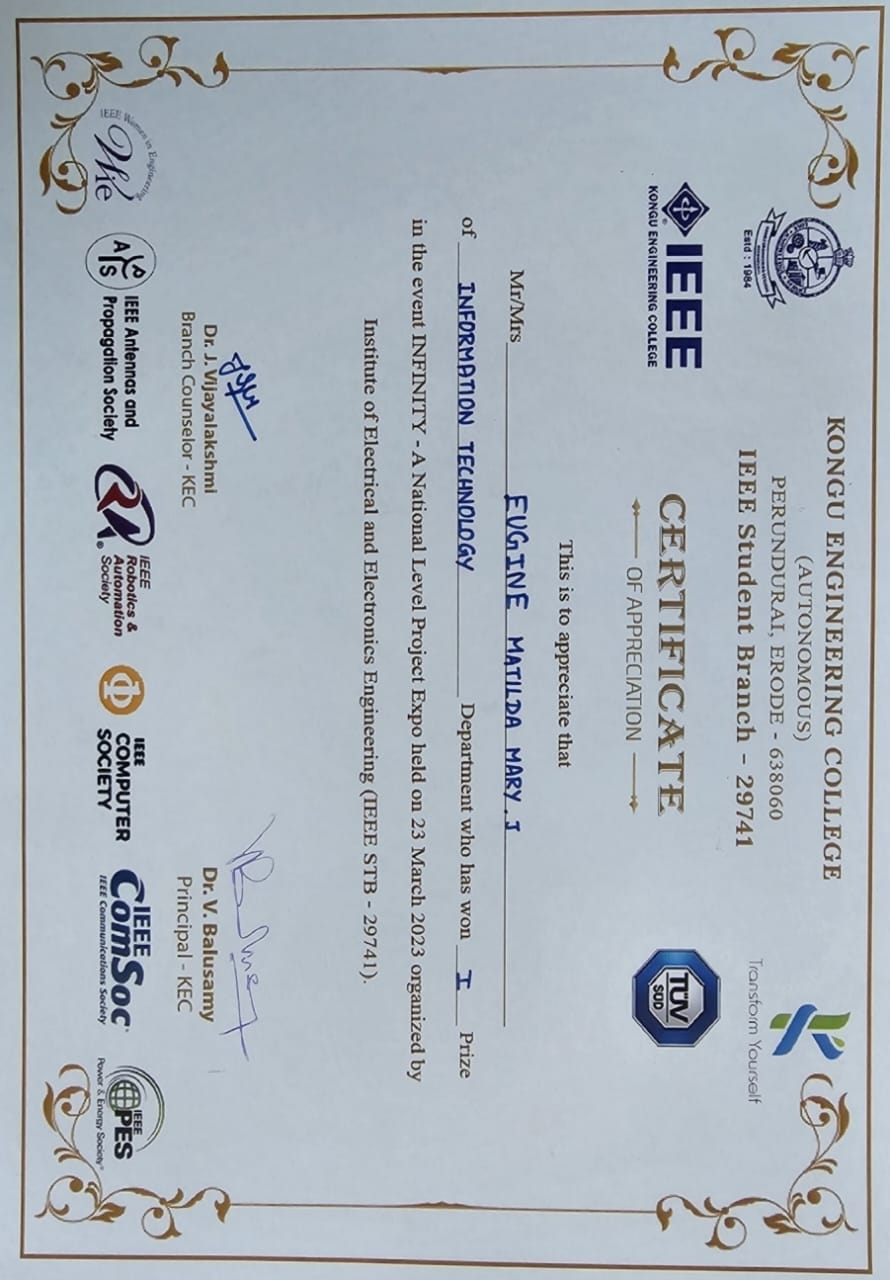 KONGU ENGINEERING COLLEGE
(AUTONOMOUS)
PERUNDURAI, ERODE - 638060
IEEE Student Branch - 29741
Estd : 1984
Transform Yourself
IEEE
KONGU ENGINEERING COLLEGE
CERTIFICATE
OF APPRECIATION
TÜV
SÜD
This is to appreciate that
Mr/Mrs EUGINE MATILDA MARY.J
of INFORMATION TECHNOLOGY Department who has won I Prize
in the event INFINITY - A National Level Project Expo held on 23 March 2023 organized by
Institute of Electrical and Electronics Engineering (IEEE STB - 29741).
Dr. J. Vijayalakshmi
Branch Counselor - KEC
Dr. V. Balusamy
Principal - KEC
IEEE Women in Engineering
Wie
APS
IEEE Antennas and
Propagation Society
RA
IEEE
Robotics &
Automation
Society
IEEE
COMPUTER
SOCIETY
IEEE
ComSoc
IEEE Communications Society
IEEE
PES
Power & Energy Society